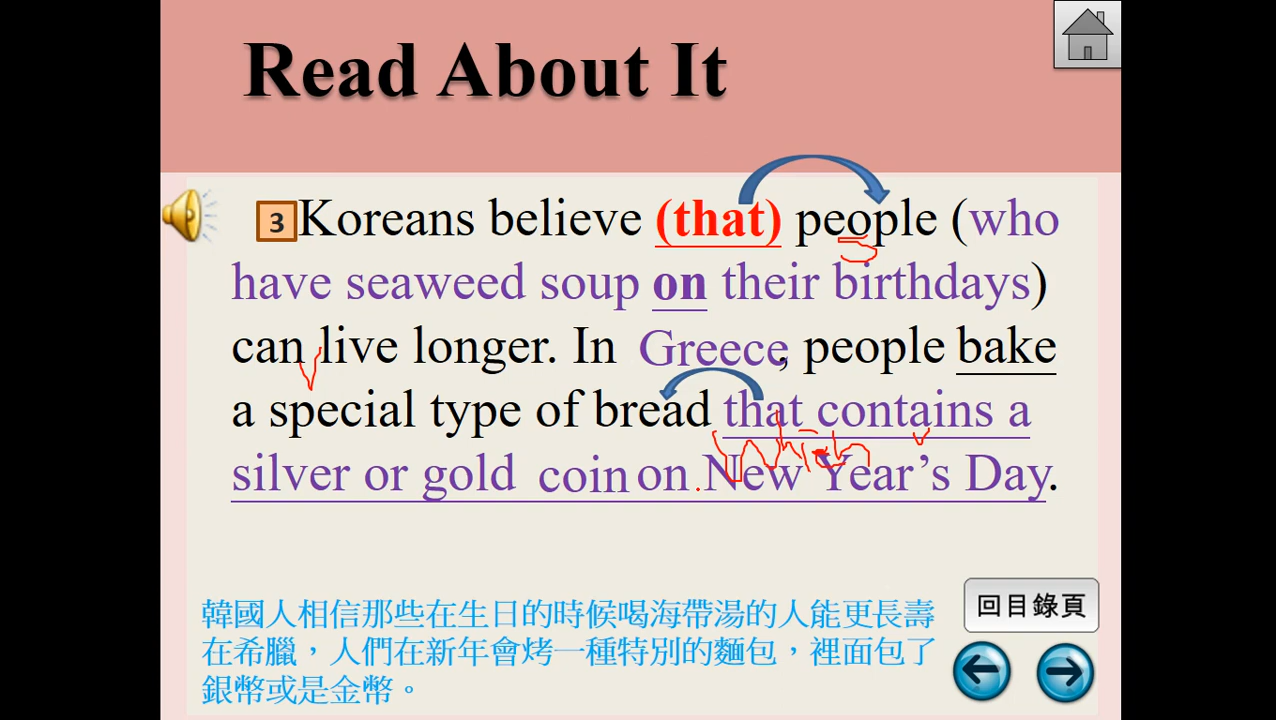 Read About It
3 Koreans believe (that) people (who
have seaweed soup on their birthdays)
can live longer. In Greece, people bake
a special type of bread that contains a
which
silver or gold coin on New Year's Day.
韓國人相信那些在生日的時候喝海帶湯的人能更長壽
在希臘，人們在新年會烤一種特別的麵包，裡面包了
銀幣或是金幣。
回目錄頁